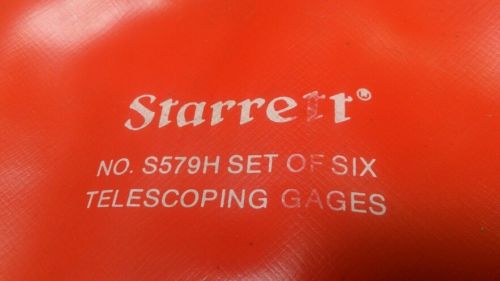 Starrett®
NO. S579H SET OF SIX
TELESCOPING GAGES